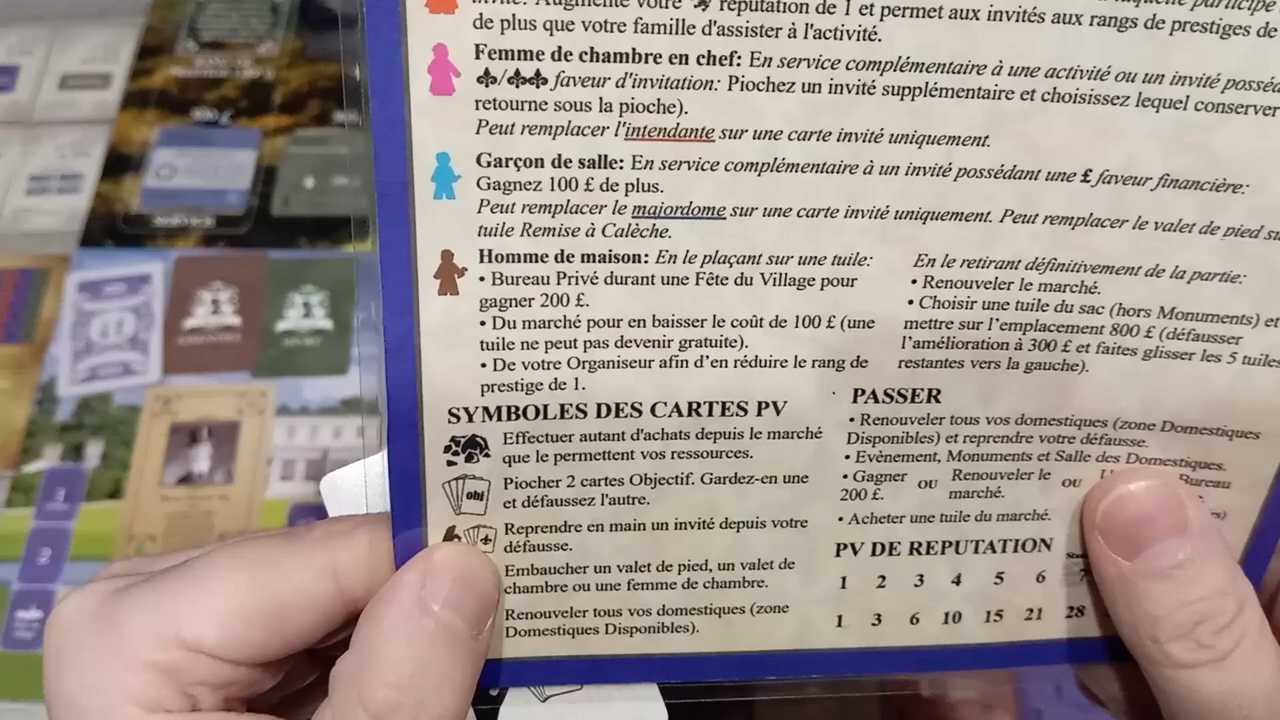 invité: Augmente votre réputation de 1 et permet aux invités aux rangs de prestiges de
de plus que votre famille d'assister à l'activité.
Femme de chambre en chef: En service complémentaire à une activité ou un invité posséd
faveur d'invitation: Piochez un invité supplémentaire et choisissez lequel conserver
retourne sous la pioche).
Peut remplacer l'intendante sur une carte invité uniquement.
Garçon de salle: En service complémentaire à un invité possédant une £ faveur financière:
Gagnez 100 £ de plus.
Peut remplacer le majordome sur une carte invité uniquement. Peut remplacer le valet de pied su
tuile Remise à Calèche.
Homme de maison: En le plaçant sur une tuile:
• Bureau Privé durant une Fête du Village pour
gagner 200 £.
• Du marché pour en baisser le coût de 100 £ (une
tuile ne peut pas devenir gratuite).
• De votre Organiseur afin d'en réduire le rang de
prestige de 1.
En le retirant définitivement de la partie:
• Renouveler le marché.
• Choisir une tuile du sac (hors Monuments) et
mettre sur l'emplacement 800 £ (défausser
l'amélioration à 300 £ et faites glisser les 5 tuiles
restantes vers la gauche).
SYMBOLES DES CARTES PV
Effectuer autant d'achats depuis le marché
que le permettent vos ressources.
obj
Piocher 2 cartes Objectif. Gardez-en une
et défaussez l'autre.
Reprendre en main un invité depuis votre
défausse.
Embaucher un valet de pied, un valet de
chambre ou une femme de chambre.
Renouveler tous vos domestiques (zone
Domestiques Disponibles).
PASSER
• Renouveler tous vos domestiques (zone Domestiques
Disponibles) et reprendre votre défausse.
• Evènement, Monuments et Salle des Domestiques.
• Gagner 200 £. OU Renouveler le marché. OU Bureau
• Acheter une tuile du marché.
PV DE REPUTATION
1 2 3 4 5 6 7
1 3 6 10 15 21 28